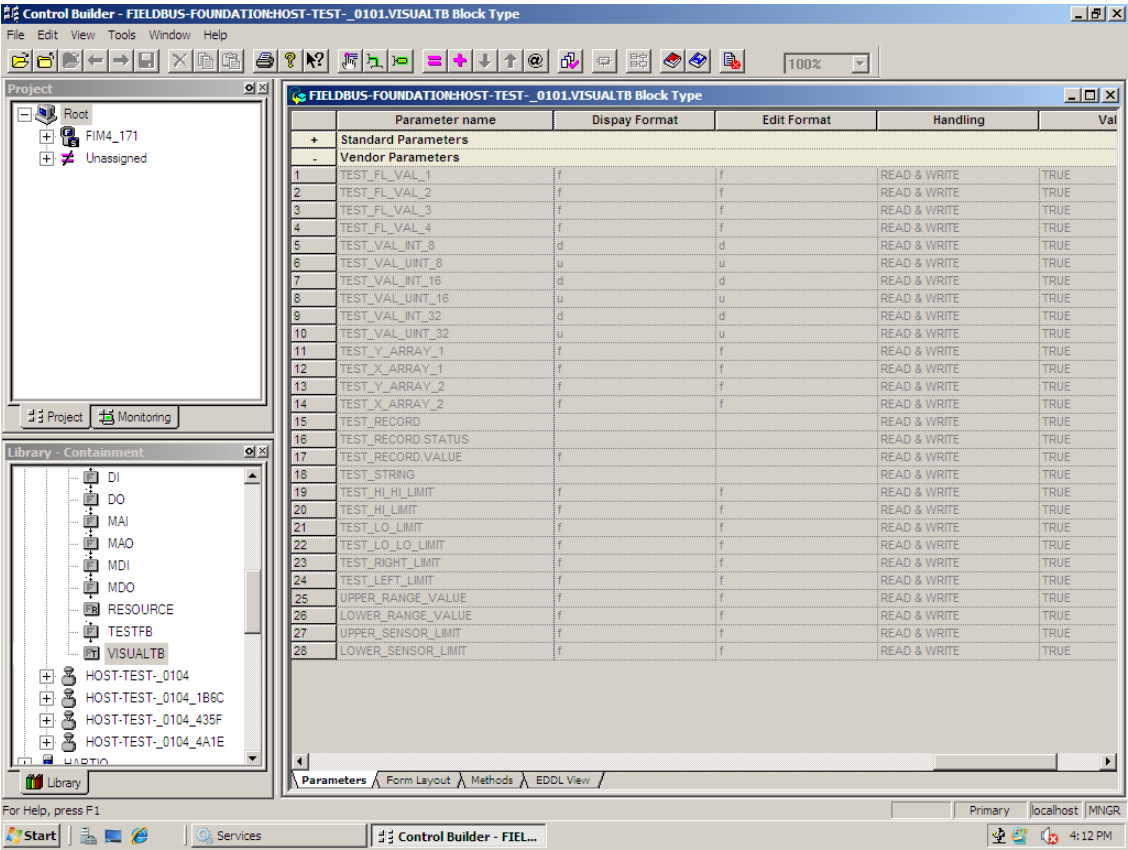 Control Builder - FIELDBUS-FOUNDATION:HOST-TEST-_0101.VISUALTB Block Type
File Edit View Tools Window Help
100%
Project
Root
FIM4_171
Unassigned
Project Monitoring
Library - Containment
DI
DO
MAI
MAO
MDI
MDO
RESOURCE
TESTFB
VISUALTB
HOST-TEST-_0104
HOST-TEST-_0104_1B6C
HOST-TEST-_0104_435F
HOST-TEST-_0104_4A1E
HARTIO
Library
FIELDBUS-FOUNDATION:HOST-TEST-_0101.VISUALTB Block Type
Parameter name Dispay Format Edit Format Handling Val
+ Standard Parameters
- Vendor Parameters
1 TEST_FL_VAL_1 f f READ & WRITE TRUE
2 TEST_FL_VAL_2 f f READ & WRITE TRUE
3 TEST_FL_VAL_3 f f READ & WRITE TRUE
4 TEST_FL_VAL_4 f f READ & WRITE TRUE
5 TEST_VAL_INT_8 d d READ & WRITE TRUE
6 TEST_VAL_UINT_8 u u READ & WRITE TRUE
7 TEST_VAL_INT_16 d d READ & WRITE TRUE
8 TEST_VAL_UINT_16 u u READ & WRITE TRUE
9 TEST_VAL_INT_32 d d READ & WRITE TRUE
10 TEST_VAL_UINT_32 u u READ & WRITE TRUE
11 TEST_Y_ARRAY_1 f f READ & WRITE TRUE
12 TEST_X_ARRAY_1 f f READ & WRITE TRUE
13 TEST_Y_ARRAY_2 f f READ & WRITE TRUE
14 TEST_X_ARRAY_2 f f READ & WRITE TRUE
15 TEST_RECORD READ & WRITE TRUE
16 TEST_RECORD.STATUS READ & WRITE TRUE
17 TEST_RECORD.VALUE f READ & WRITE TRUE
18 TEST_STRING READ & WRITE TRUE
19 TEST_HI_HI_LIMIT f f READ & WRITE TRUE
20 TEST_HI_LIMIT f f READ & WRITE TRUE
21 TEST_LO_LIMIT f f READ & WRITE TRUE
22 TEST_LO_LO_LIMIT f f READ & WRITE TRUE
23 TEST_RIGHT_LIMIT f f READ & WRITE TRUE
24 TEST_LEFT_LIMIT f f READ & WRITE TRUE
25 UPPER_RANGE_VALUE f f READ & WRITE TRUE
26 LOWER_RANGE_VALUE f f READ & WRITE TRUE
27 UPPER_SENSOR_LIMIT f f READ & WRITE TRUE
28 LOWER_SENSOR_LIMIT f f READ & WRITE TRUE
Parameters Form Layout Methods EDDL View
For Help, press F1 Primary localhost MNGR
Start Services Control Builder - FIEL... 4:12 PM